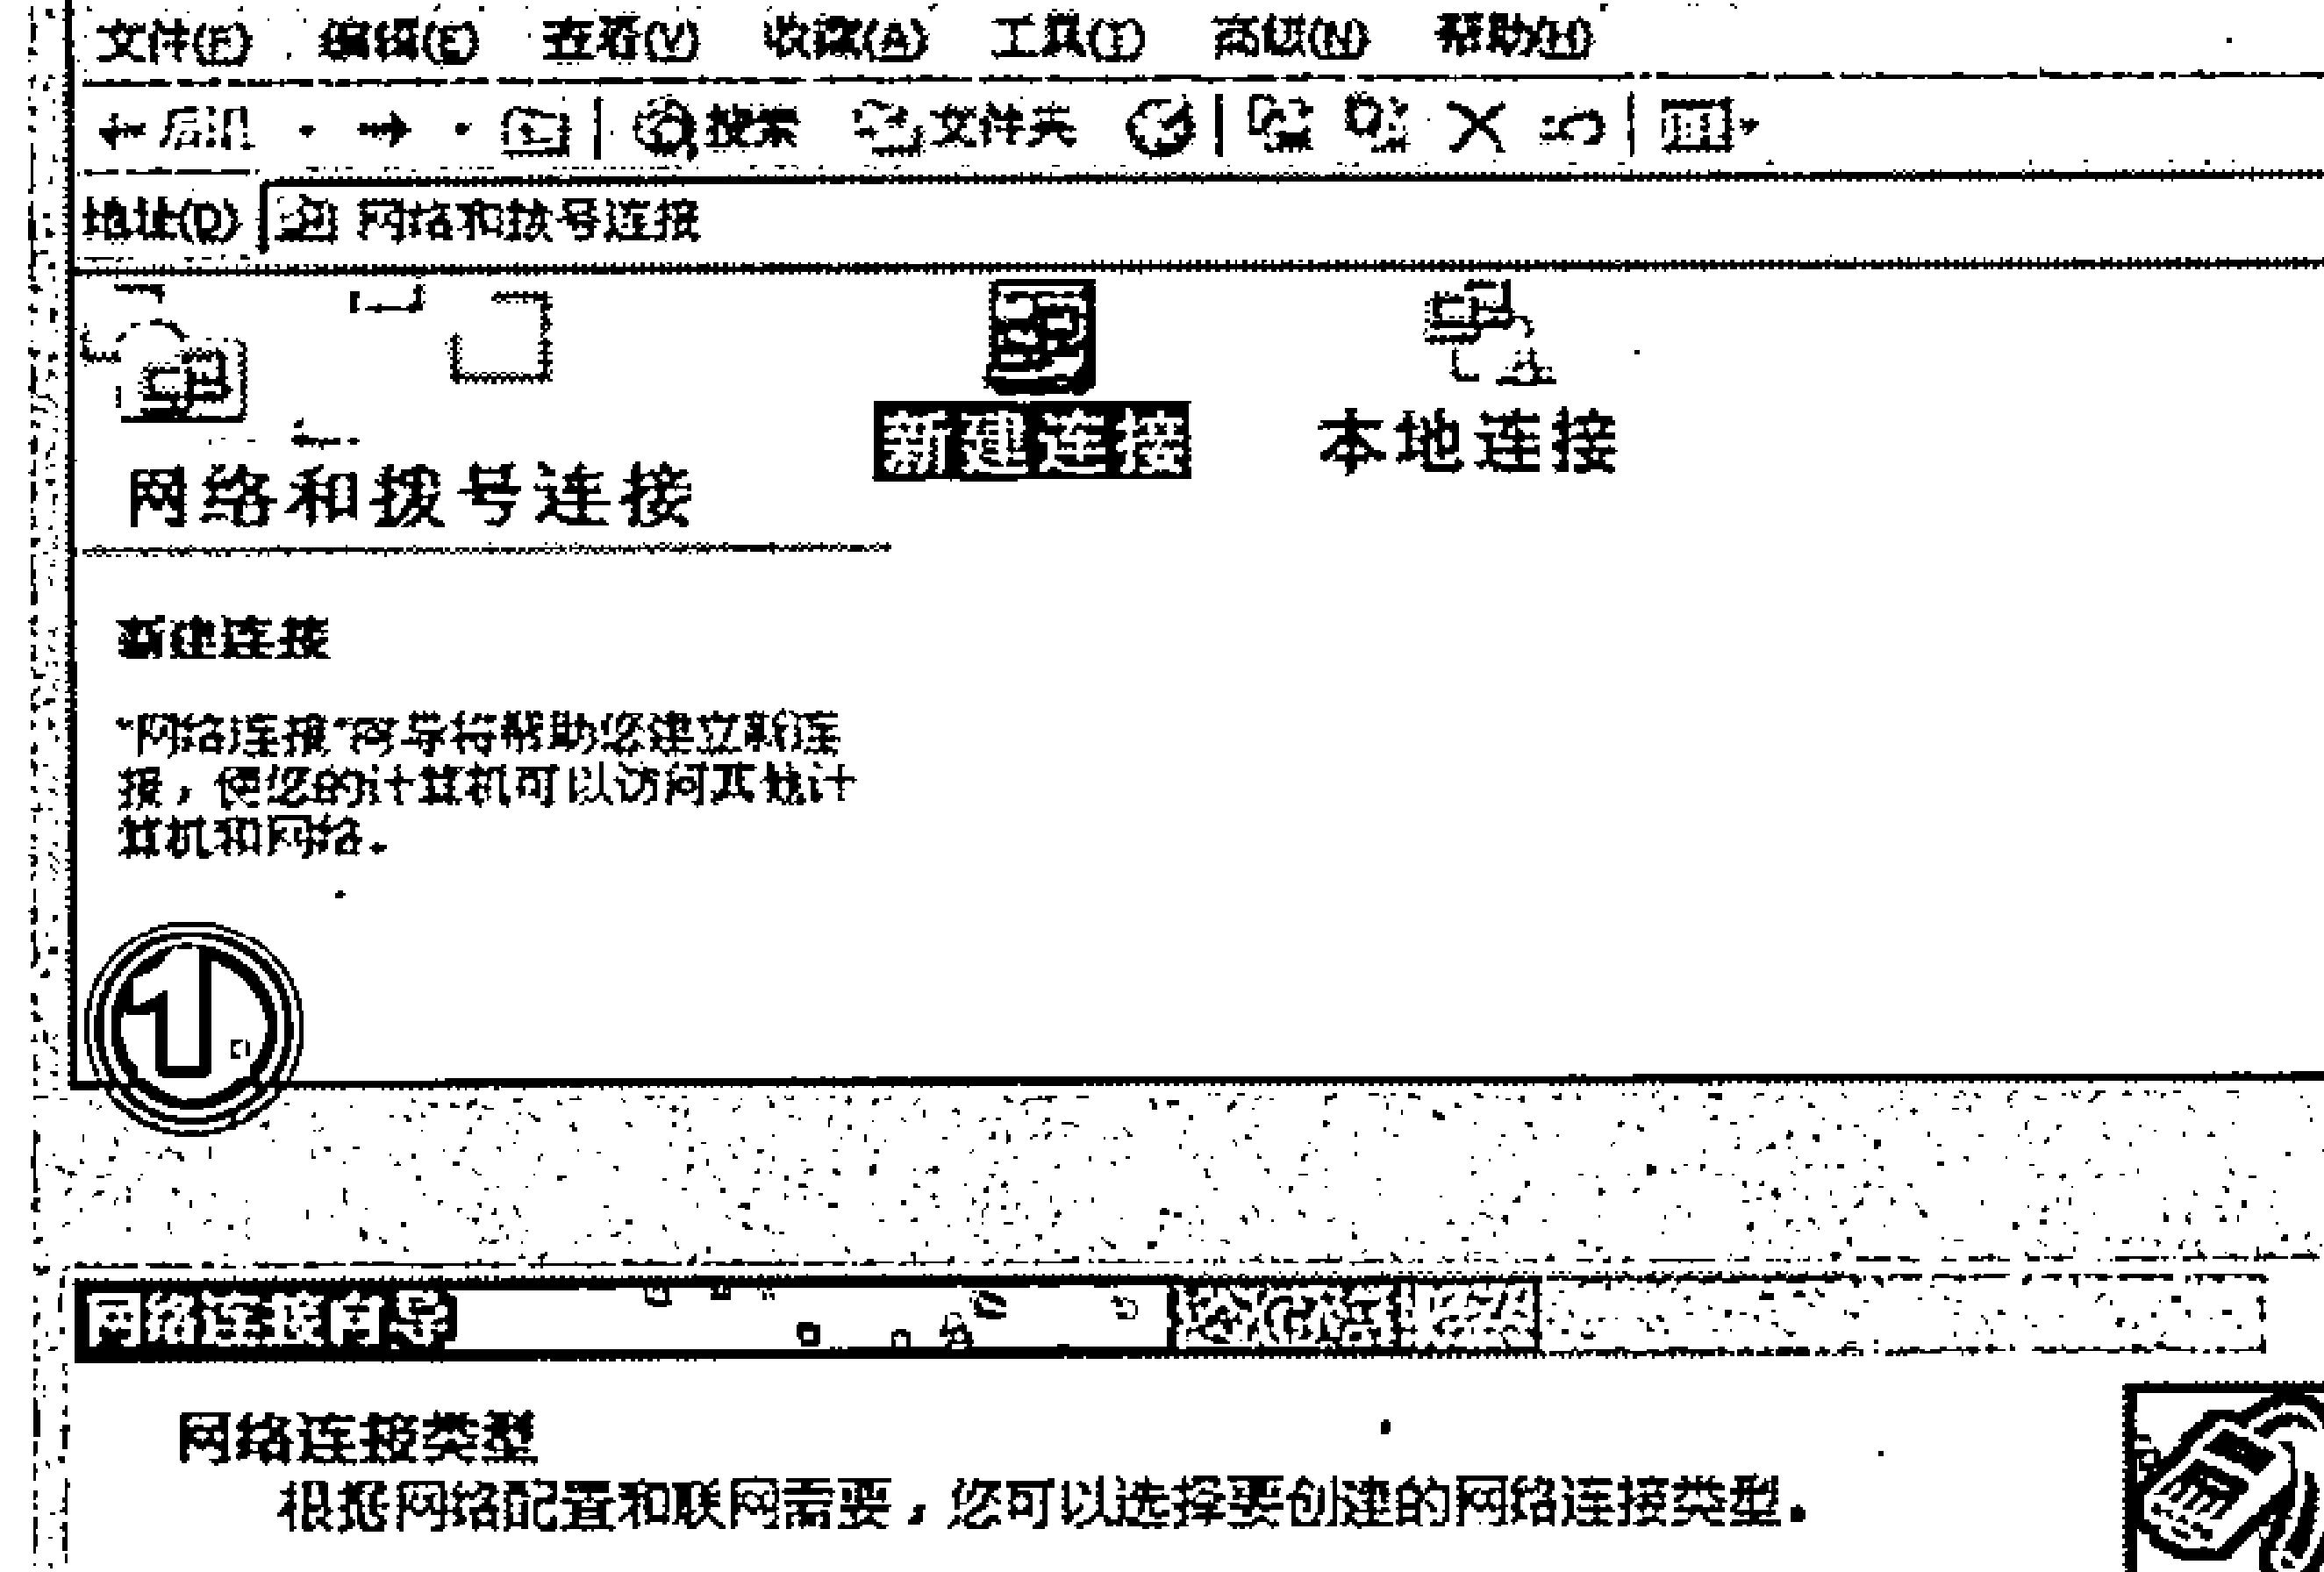 文件(F) 编辑(E) 查看(V) 收藏(A) 工具(T) 高级(N) 帮助(H)
后退 搜索 文件夹
地址(D) 网络和拨号连接
新建连接 本地连接
网络和拨号连接
新建连接
"网络连接"向导将帮助您建立新连
接，使您的计算机可以访问其他计
算机和网络。
1
网络连接向导
网络连接类型
根据网络配置和联网需要，您可以选择要创建的网络连接类型。